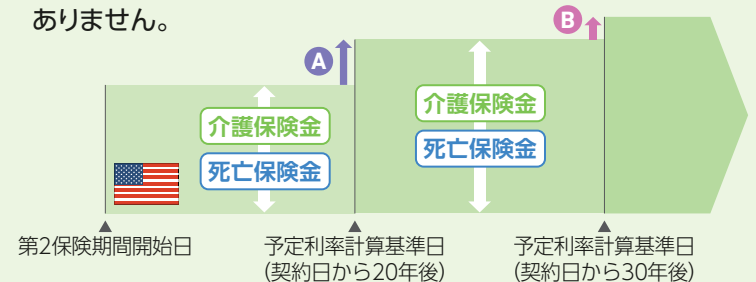 ありません。
A
B
介護保険金
死亡保険金
介護保険金
死亡保険金
第2保険期間開始日
予定利率計算基準日
(契約日から20年後)
予定利率計算基準日
(契約日から30年後)